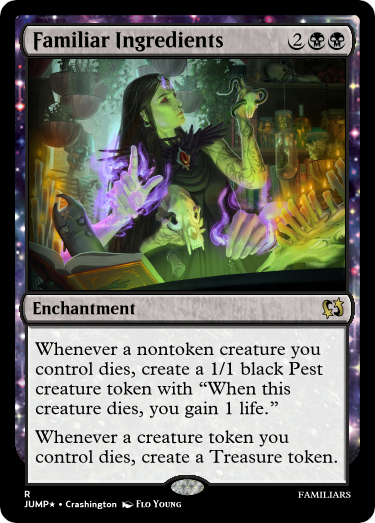 Familiar Ingredients 2
Enchantment
Whenever a nontoken creature you
control dies, create a 1/1 black Pest
creature token with “When this
creature dies, you gain 1 life.”
Whenever a creature token you
control dies, create a Treasure token.
R FAMILIARS
JUMP★ • Crashington Flo Young